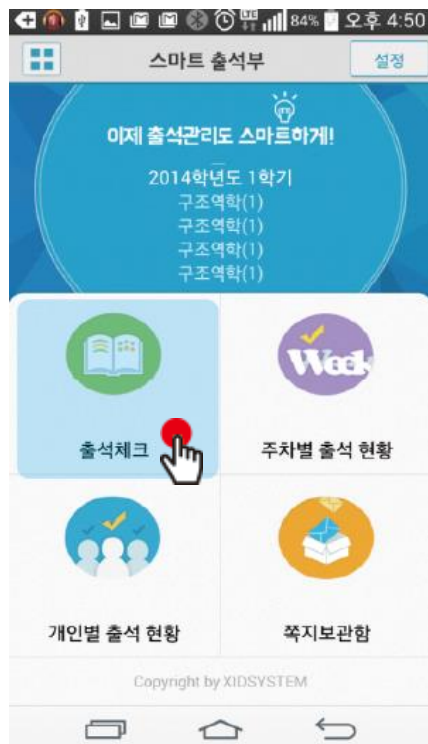 84% 오후 4:50
스마트 출석부
설정
이제 출석관리도 스마트하게!
2014학년도 1학기
구조역학(1)
구조역학(1)
구조역학(1)
구조역학(1)
Week
출석체크
주차별 출석 현황
개인별 출석 현황
쪽지보관함
Copyright by XIDSYSTEM